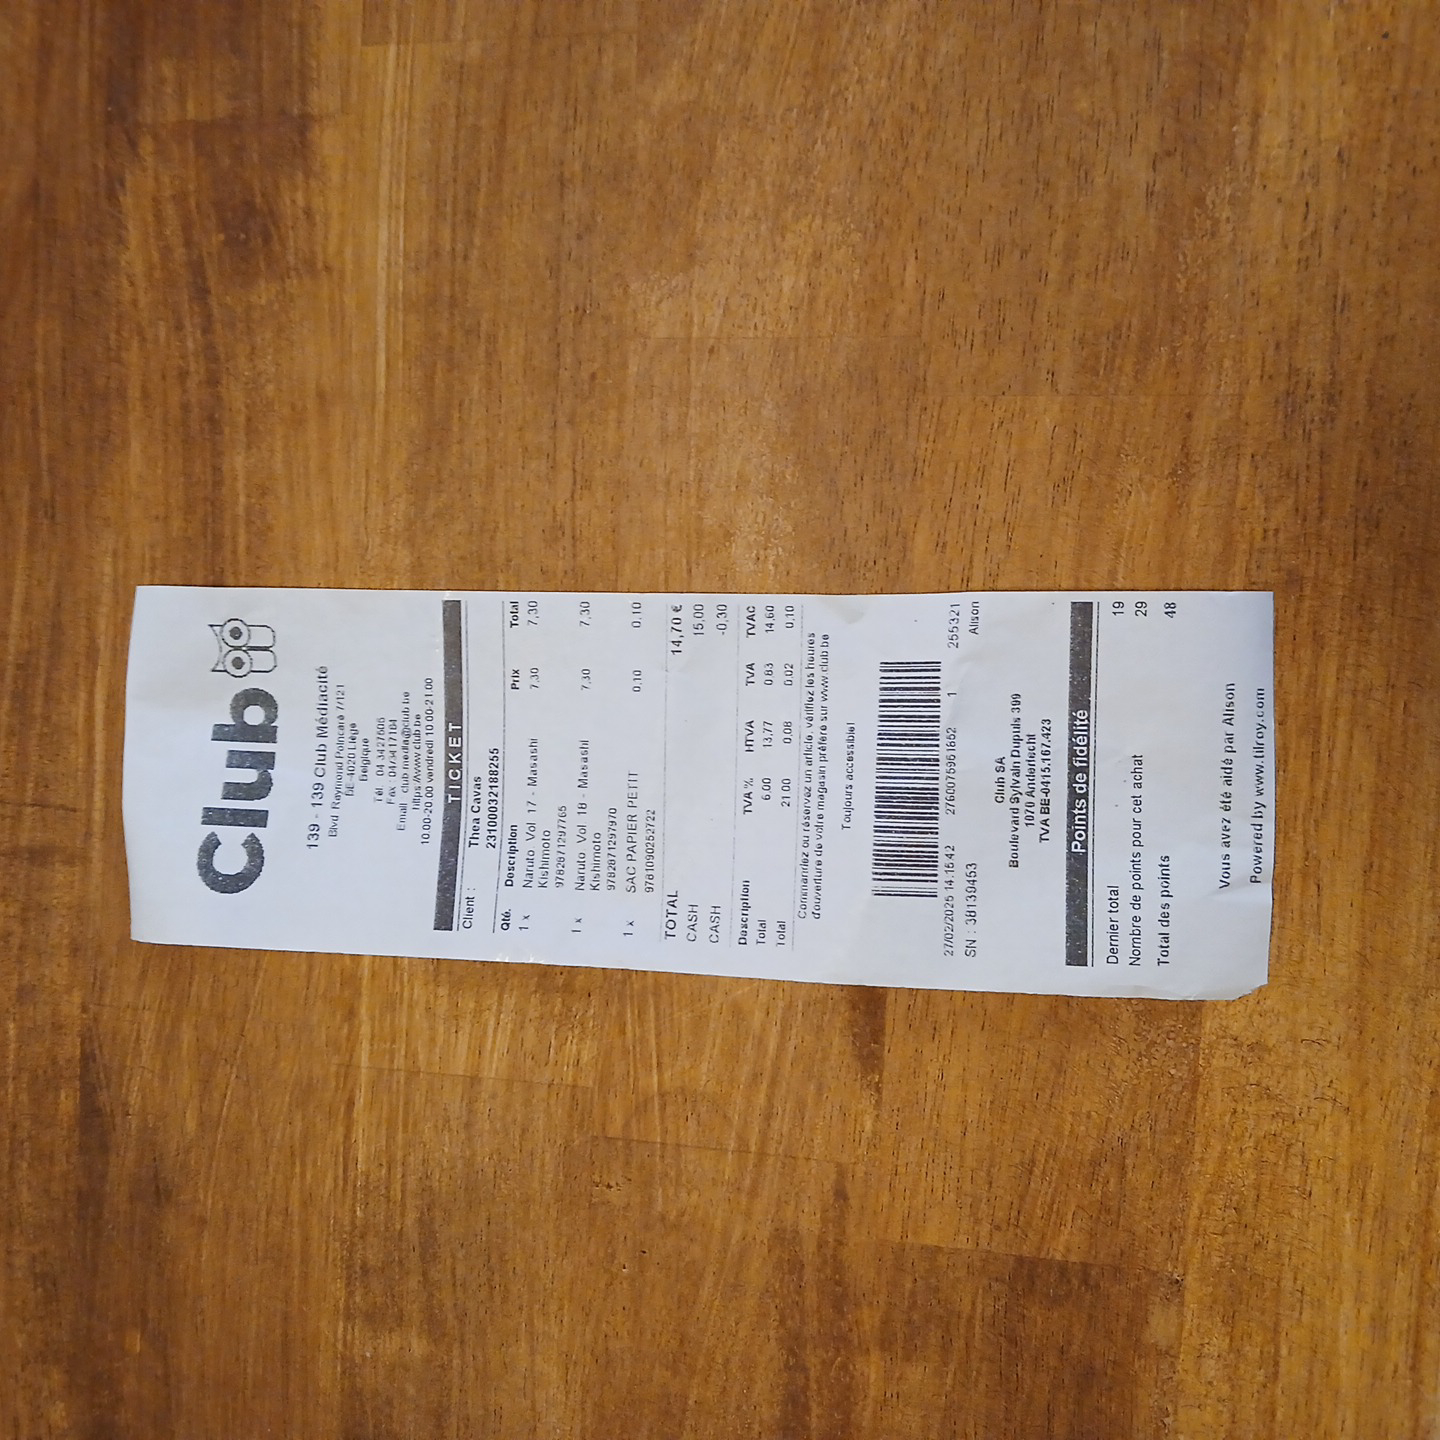 Club
139 - 139 Club Médiacité
Blvd Raymond Poincaré 7/121
BE-4020 Liège
Belgique
Tél. 04 3427606
Fax 0479417184
Email club.media@club.be
https://www.club.be
10.00-20.00 vendredi 10.00-21.00
TICKET
Client : Thea Cavas
23100032188255
Qté. Description Prix Total
1 x Naruto Vol 17 - Masashi 7,30 7,30
Kishimoto
9782871297765
1 x Naruto Vol 18 - Masashi 7,30 7,30
Kishimoto
9782871297970
1 x SAC PAPIER PETIT 0,10 0,10
9781090252722
TOTAL 14,70 €
CASH 15,00
CASH -0,30
Description TVA % HTVA TVA TVAC
Total 6,00 13,77 0,83 14,60
Total 21,00 0,08 0,02 0,10
Commandez ou réservez un article, vérifiez les heures
d'ouverture de votre magasin préféré sur www.club.be
Toujours accessible!
27/02/2025 14:15:42 2760075961852 1 255321
SN : 38139453 Alison
Club SA
Boulevard Sylvain Dupuis 399
1070 Anderlecht
TVA BE-0415.167.423
Points de fidélité
Dernier total 19
Nombre de points pour cet achat 29
Total des points 48
Vous avez été aidé par Alison
Powered by www.tilroy.com